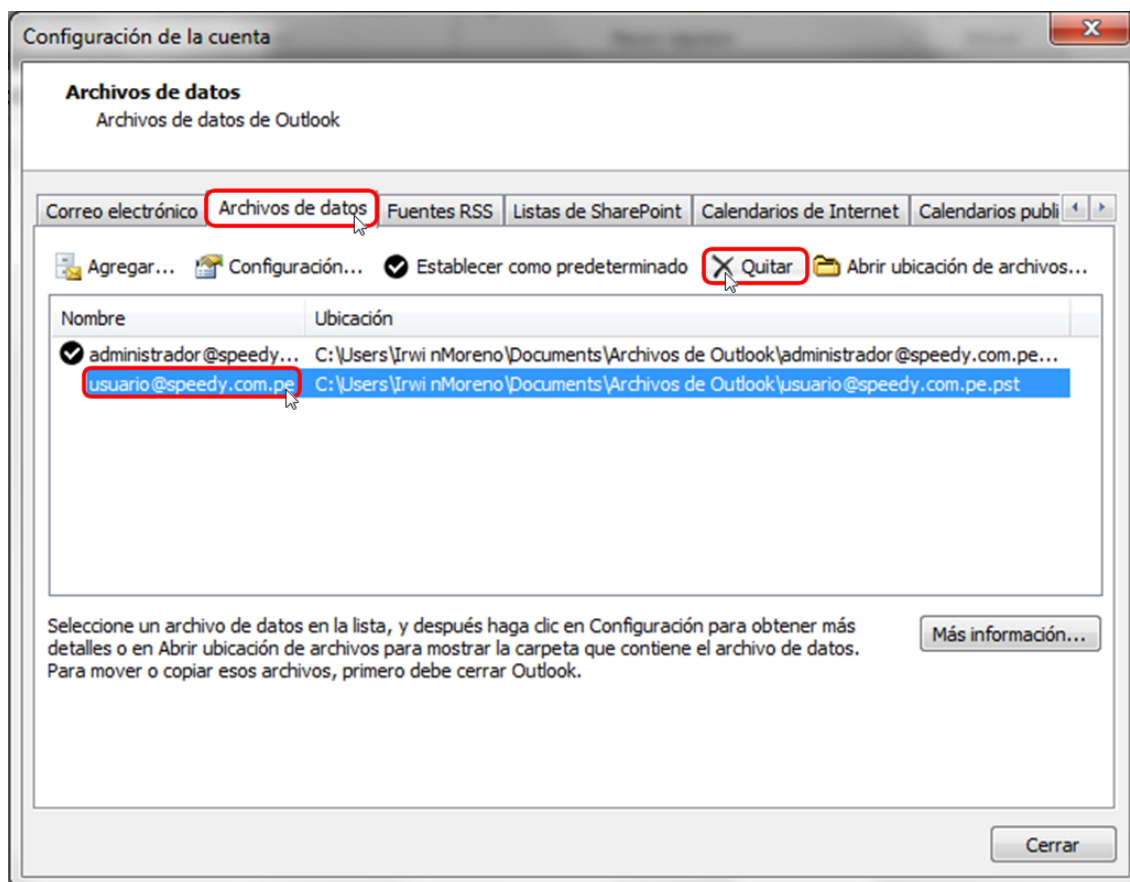 Configuración de la cuenta
Archivos de datos
Archivos de datos de Outlook
Correo electrónico Archivos de datos Fuentes RSS Listas de SharePoint Calendarios de Internet Calendarios publi
Agregar... Configuración... Establecer como predeterminado Quitar Abrir ubicación de archivos...
Nombre Ubicación
administrador@speedy... C:\Users\Irwi nMoreno\Documents\Archivos de Outlook\administrador@speedy.com.pe...
usuario@speedy.com.pe C:\Users\Irwi nMoreno\Documents\Archivos de Outlook\usuario@speedy.com.pe.pst
Seleccione un archivo de datos en la lista, y después haga clic en Configuración para obtener más
detalles o en Abrir ubicación de archivos para mostrar la carpeta que contiene el archivo de datos.
Para mover o copiar esos archivos, primero debe cerrar Outlook.
Más información...
Cerrar